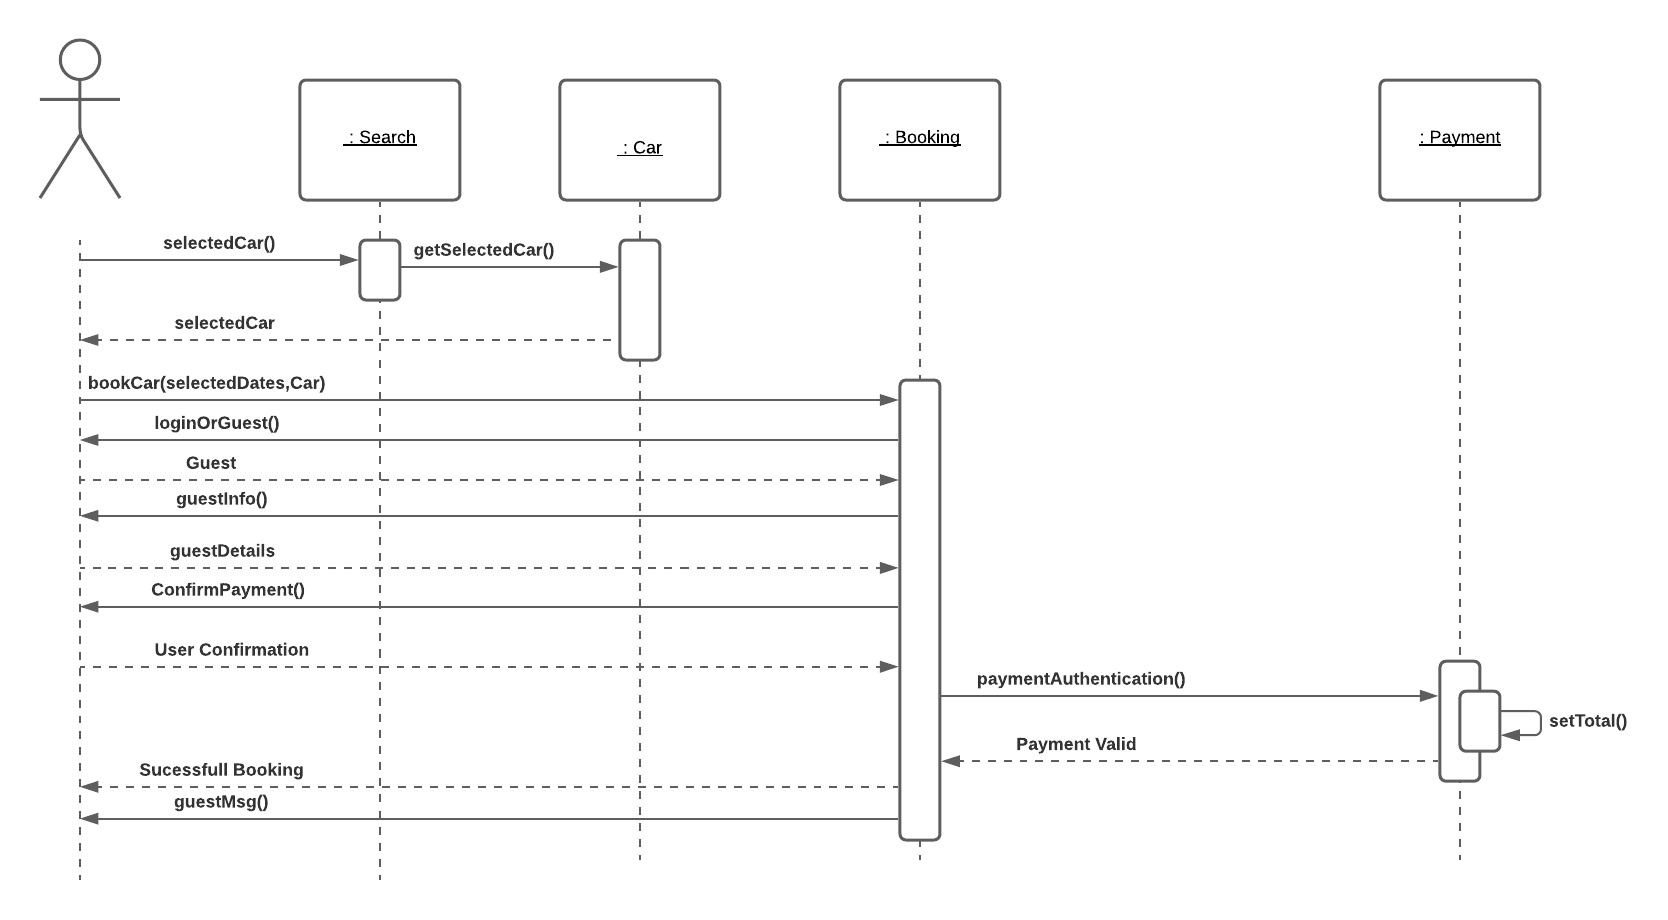 : Search
: Car
: Booking
: Payment
selectedCar()
getSelectedCar()
selectedCar
bookCar(selectedDates,Car)
loginOrGuest()
Guest
guestInfo()
guestDetails
ConfirmPayment()
User Confirmation
paymentAuthentication()
setTotal()
Payment Valid
Sucessfull Booking
guestMsg()